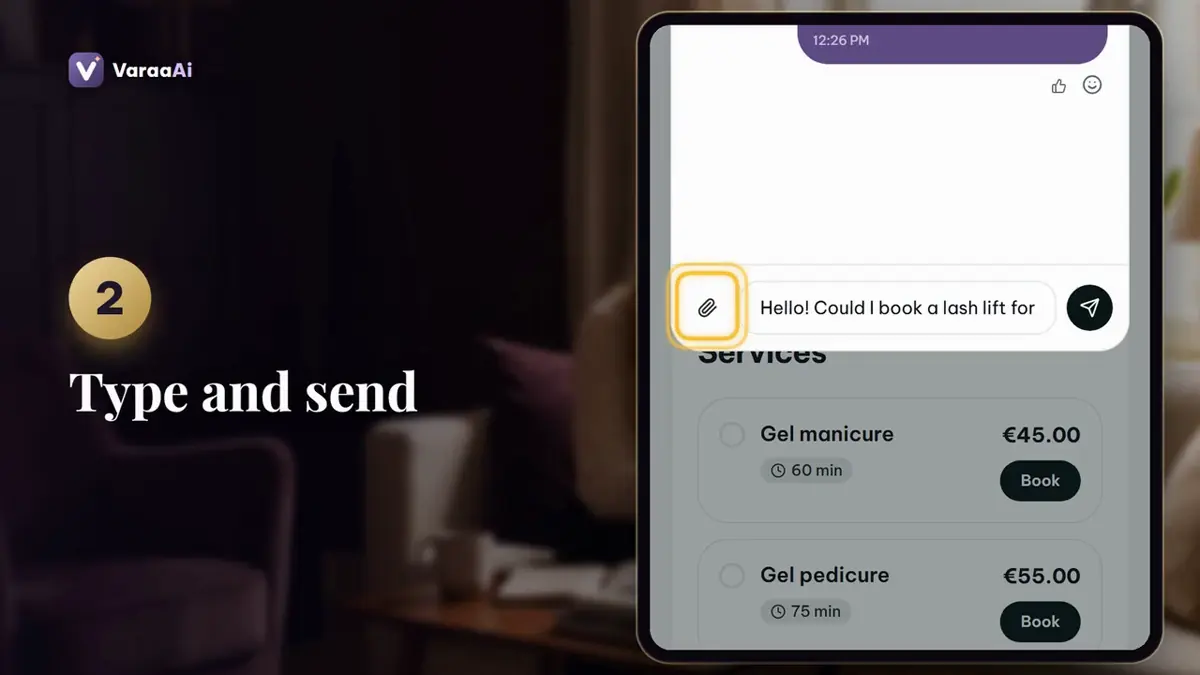 VaraaAi
2
Type and send
12:26 PM
Hello! Could I book a lash lift for
Services
Gel manicure
€45.00
60 min
Book
Gel pedicure
€55.00
75 min
Book